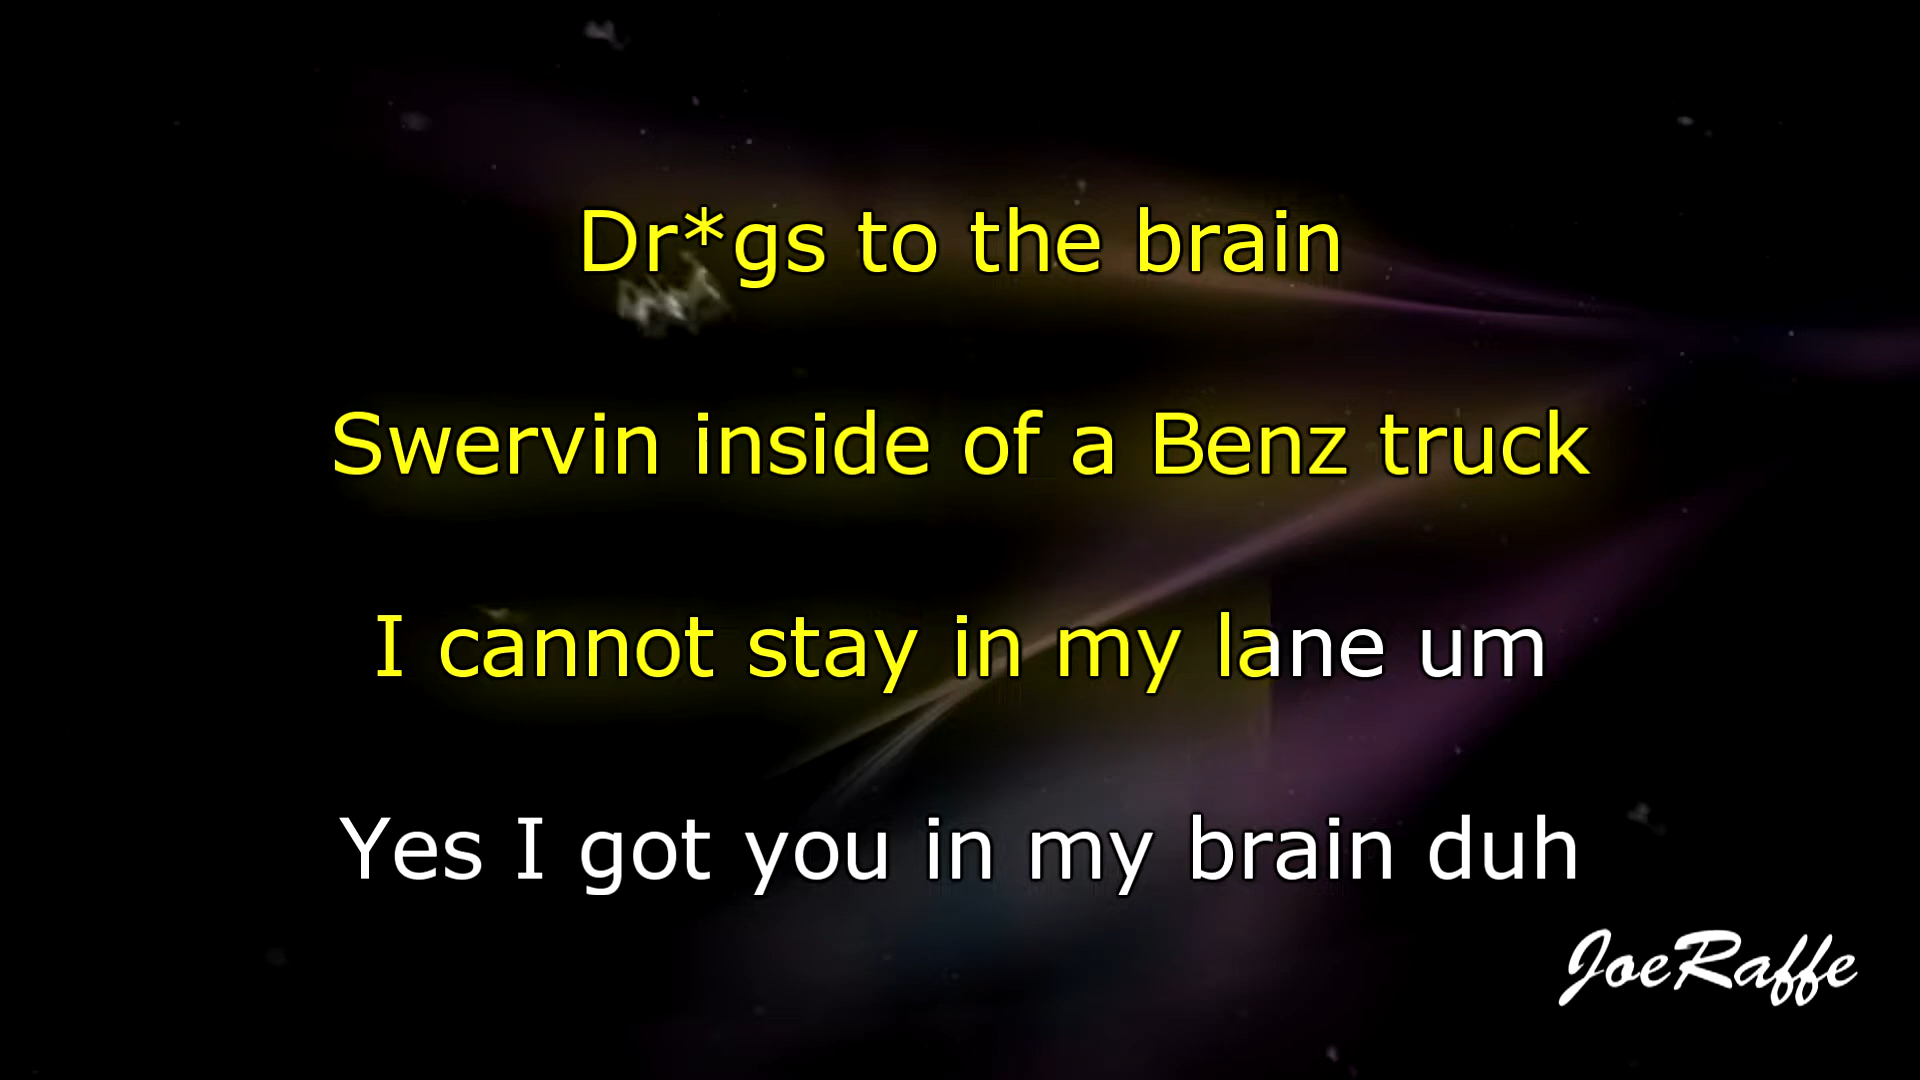 Dr*gs to the brain
Swervin inside of a Benz truck
I cannot stay in my lane um
Yes I got you in my brain duh
JoeRaffe